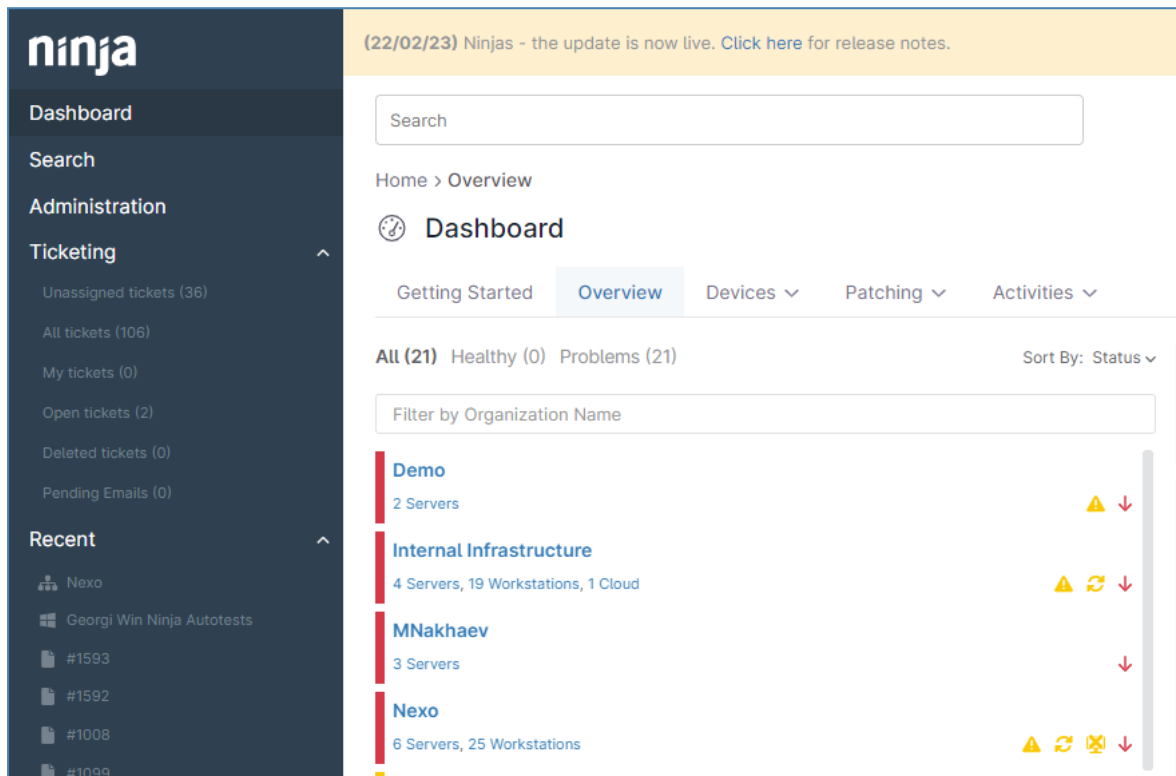 ninja
Dashboard
Search
Administration
Ticketing
Unassigned tickets (36)
All tickets (106)
My tickets (0)
Open tickets (2)
Deleted tickets (0)
Pending Emails (0)
Recent
Nexo
Georgi Win Ninja Autotests
#1593
#1592
#1008
#1099
(22/02/23) Ninjas - the update is now live. Click here for release notes.
Search
Home > Overview
Dashboard
Getting Started Overview Devices Patching Activities
All (21) Healthy (0) Problems (21) Sort By: Status
Filter by Organization Name
Demo
2 Servers
Internal Infrastructure
4 Servers, 19 Workstations, 1 Cloud
MNakhaev
3 Servers
Nexo
6 Servers, 25 Workstations